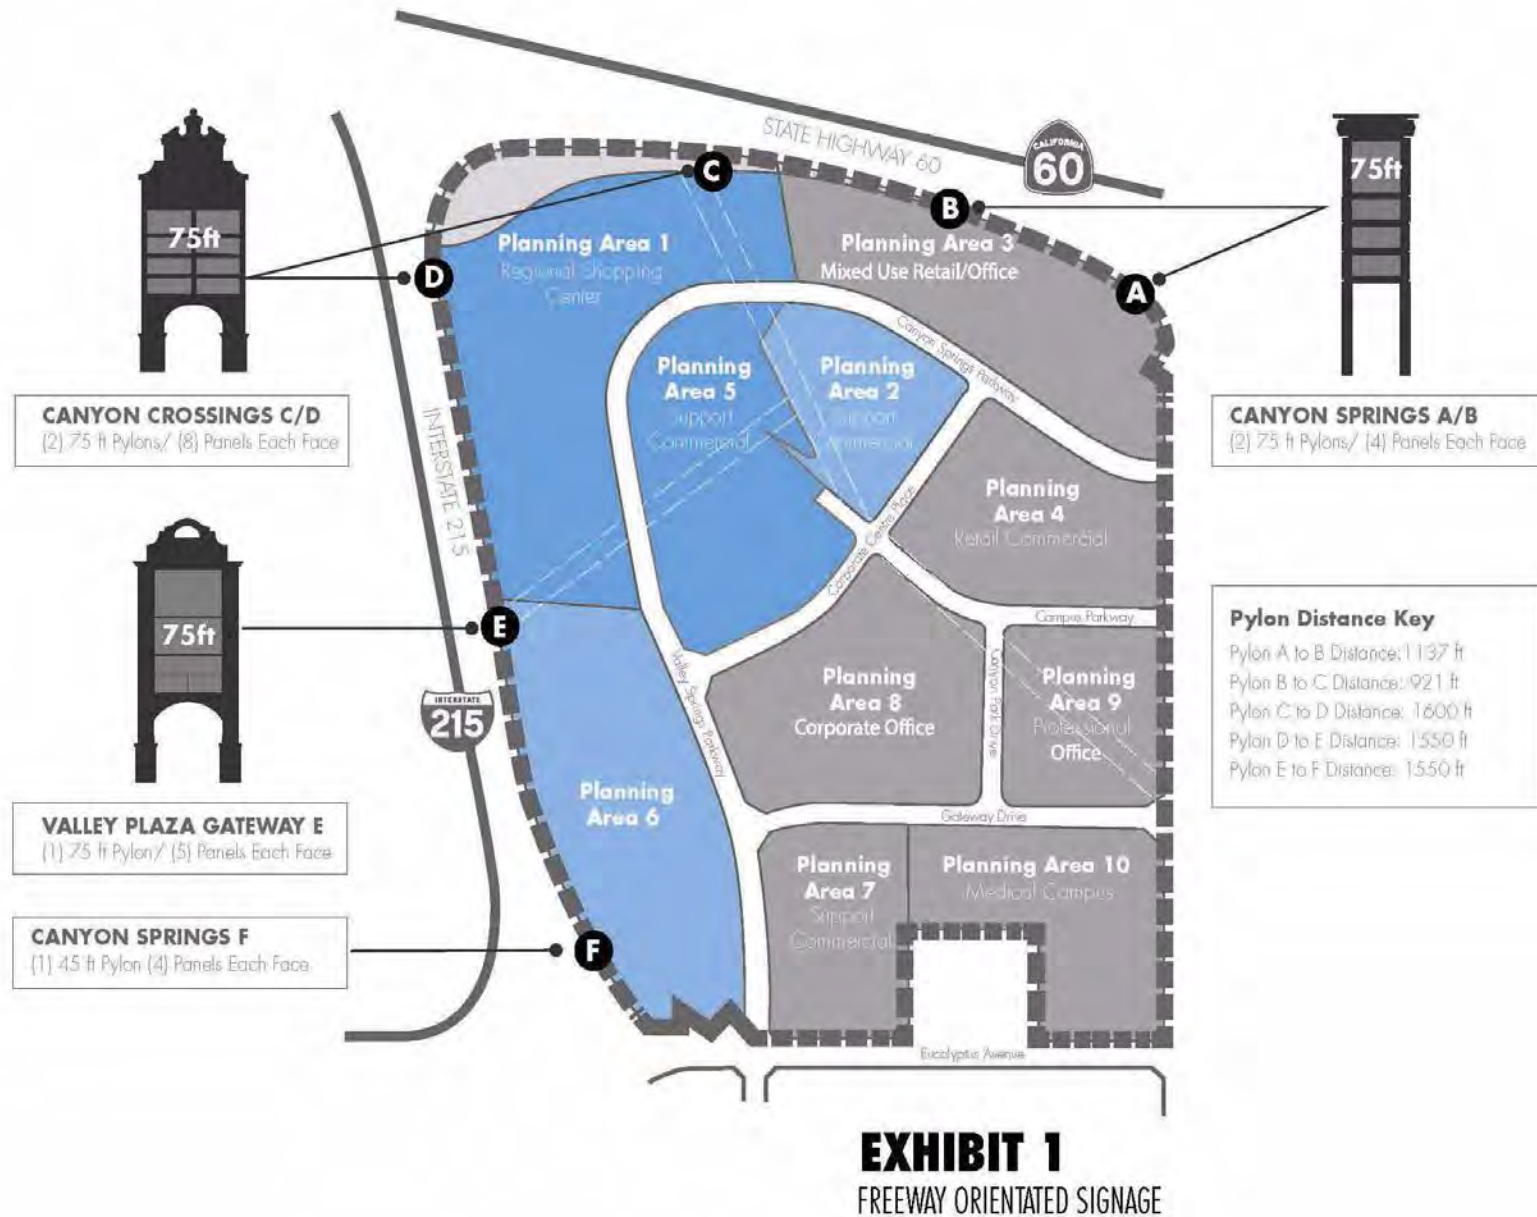 STATE HIGHWAY 60
CALIFORNIA
60
C
B
A
D
E
F
75ft
CANYON CROSSINGS C/D
(2) 75 ft Pylons/ (8) Panels Each Face
75ft
VALLEY PLAZA GATEWAY E
(1) 75 ft Pylon/ (5) Panels Each Face
CANYON SPRINGS F
(1) 45 ft Pylon (4) Panels Each Face
INTERSTATE 215
INTERSTATE
215
Planning Area 1
Regional Shopping
Center
Planning Area 3
Mixed Use Retail/Office
Planning
Area 5
Support
Commercial
Planning
Area 2
Support
Commercial
Canyon Springs Parkway
Planning
Area 4
Retail Commercial
Corporate Centre Place
Campus Parkway
Valley Springs Parkway
Planning
Area 8
Corporate Office
Canyon Park Drive
Planning
Area 9
Professional
Office
Planning
Area 6
Gateway Drive
Planning
Area 7
Support
Commercial
Planning Area 10
Medical Campus
Eucalyptus Avenue
75ft
CANYON SPRINGS A/B
(2) 75 ft Pylons/ (4) Panels Each Face
Pylon Distance Key
Pylon A to B Distance: 1137 ft
Pylon B to C Distance: 921 ft
Pylon C to D Distance: 1600 ft
Pylon D to E Distance: 1550 ft
Pylon E to F Distance: 1550 ft
EXHIBIT 1
FREEWAY ORIENTATED SIGNAGE